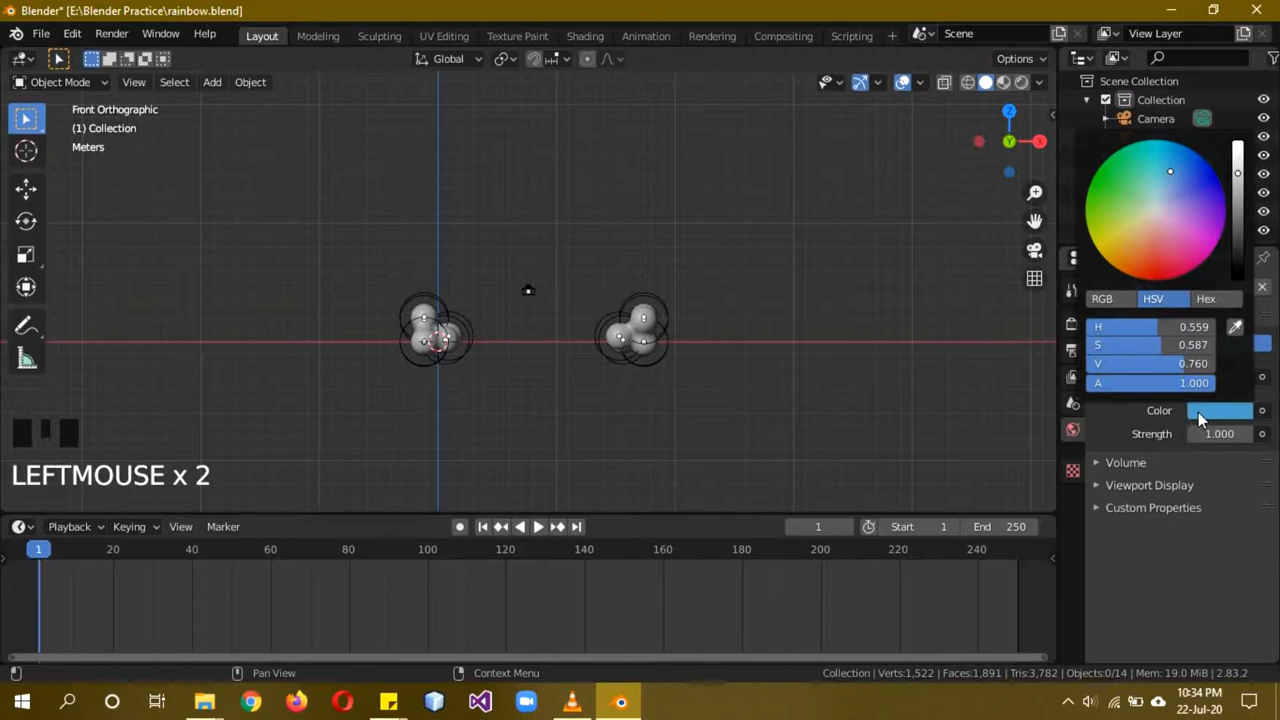 Blender* [E:\Blender Practice\rainbow.blend]
File Edit Render Window Help Layout Modeling Sculpting UV Editing Texture Paint Shading Animation Rendering Compositing Scripting + Scene View Layer
Global Options
Object Mode View Select Add Object Scene Collection
Front Orthographic Collection
(1) Collection Camera
Meters
Z
Y X
RGB HSV Hex
H 0.559
S 0.587
V 0.760
A 1.000
Color
Strength 1.000
Volume
LEFTMOUSE x 2
Viewport Display
Custom Properties
Playback Keying View Marker 1 Start 1 End 250
1 20 40 60 80 100 120 140 160 180 200 220 240
Pan View Context Menu Collection | Verts:1,522 | Faces:1,891 | Tris:3,782 | Objects:0/14 | Mem: 19.0 MiB | 2.83.2
10:34 PM
22-Jul-20